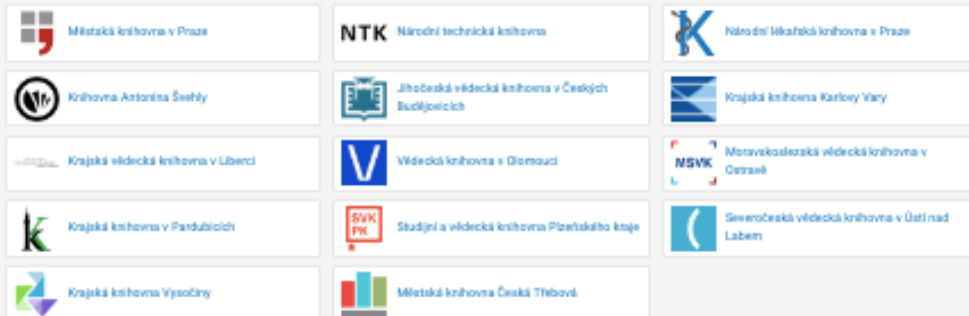 Městská knihovna v Praze
NTK
Národní technická knihovna
Národní lékařská knihovna v Praze
Knihovna Antonína Švehly
Jihočeská vědecká knihovna v Českých
Budějovicích
Krajská knihovna Karlovy Vary
Krajská vědecká knihovna v Liberci
V
Vědecká knihovna v Olomouci
MSVK
Moravskoslezská vědecká knihovna v
Ostravě
k
Krajská knihovna v Pardubicích
SVK
PK
Studijní a vědecká knihovna Plzeňského kraje
Severočeská vědecká knihovna v Ústí nad
Labem
Krajská knihovna Vysočiny
Městská knihovna Česká Třebová